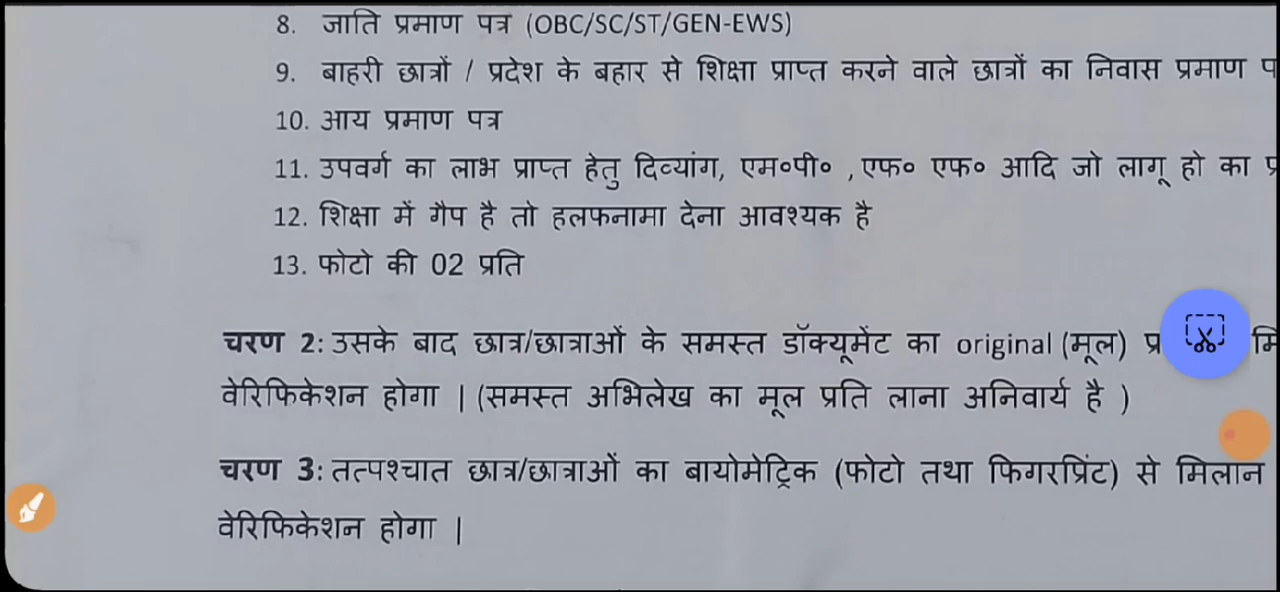 8. जाति प्रमाण पत्र (OBC/SC/ST/GEN-EWS)
9. बाहरी छात्रों / प्रदेश के बहार से शिक्षा प्राप्त करने वाले छात्रों का निवास प्रमाण
10. आय प्रमाण पत्र
11. उपवर्ग का लाभ प्राप्त हेतु दिव्यांग, एम०पी० , एफ० एफ० आदि जो लागू हो का
12. शिक्षा में गैप है तो हलफनामा देना आवश्यक है
13. फोटो की 02 प्रति
चरण 2: उसके बाद छात्र/छात्राओं के समस्त डॉक्यूमेंट का original (मूल)
वेरिफिकेशन होगा | (समस्त अभिलेख का मूल प्रति लाना अनिवार्य है )
चरण 3: तत्पश्चात छात्र/छात्राओं का बायोमेट्रिक (फोटो तथा फिगरप्रिंट) से मिलान
वेरिफिकेशन होगा |